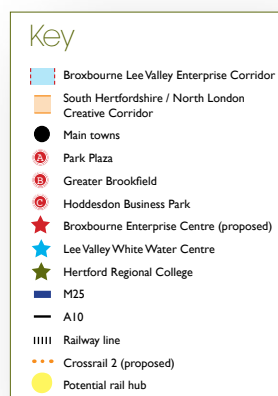 Key
Broxbourne Lee Valley Enterprise Corridor
South Hertfordshire / North London
Creative Corridor
Main towns
A Park Plaza
B Greater Brookfield
C Hoddesdon Business Park
Broxbourne Enterprise Centre (proposed)
Lee Valley White Water Centre
Hertford Regional College
M25
A10
Railway line
Crossrail 2 (proposed)
Potential rail hub